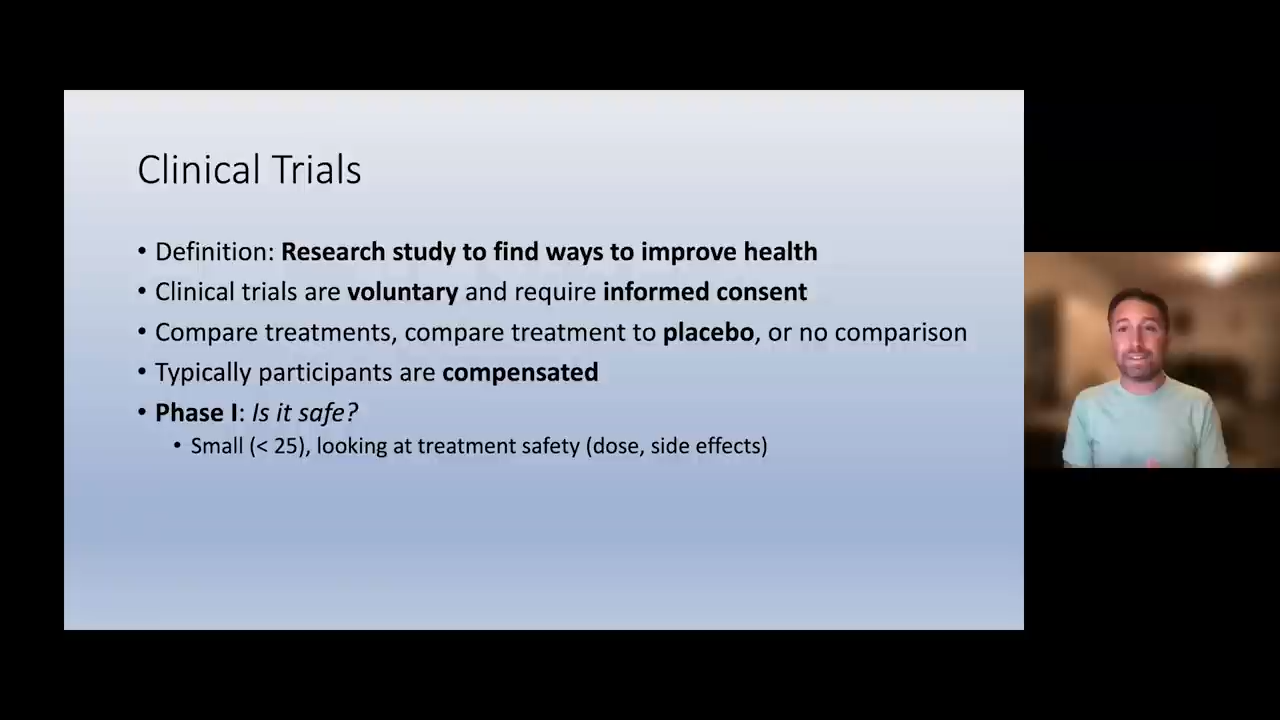 Clinical Trials
• Definition: Research study to find ways to improve health
• Clinical trials are voluntary and require informed consent
• Compare treatments, compare treatment to placebo, or no comparison
• Typically participants are compensated
• Phase I: Is it safe?
• Small (< 25), looking at treatment safety (dose, side effects)